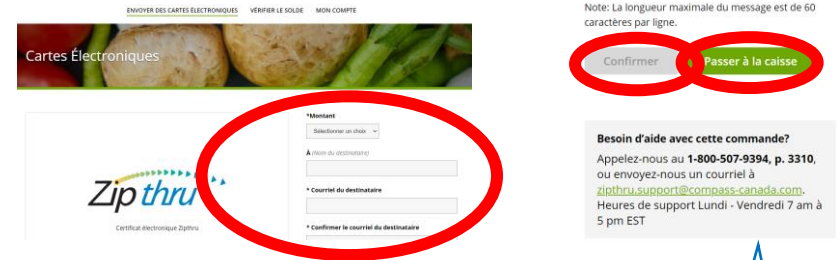 ENVOYER DES CARTES ÉLECTRONIQUES VÉRIFIER LE SOLDE MON COMPTE
Cartes Électroniques
Zip thru
Certificat électronique Zipthru
*Montant
Sélectionner un choix
À (Nom du destinataire)
* Courriel du destinataire
* Confirmer le courriel du destinataire
Note: La longueur maximale du message est de 60
caractères par ligne.
Confirmer
Passer à la caisse
Besoin d'aide avec cette commande?
Appelez-nous au 1-800-507-9394, p. 3310,
ou envoyez-nous un courriel à
zipthru.support@compass-canada.com.
Heures de support Lundi - Vendredi 7 am à
5 pm EST